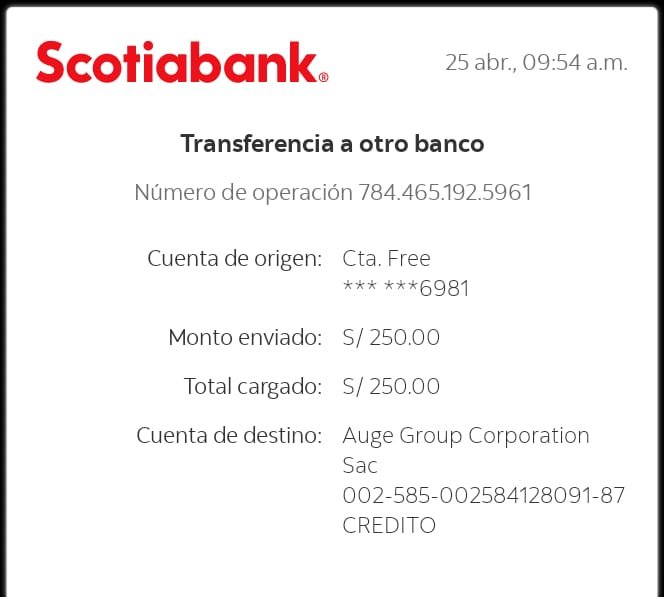 Scotiabank®
25 abr., 09:54 a.m.
Transferencia a otro banco
Número de operación 784.465.192.5961
Cuenta de origen: Cta. Free
*** ***6981
Monto enviado: S/ 250.00
Total cargado: S/ 250.00
Cuenta de destino: Auge Group Corporation
Sac
002-585-002584128091-87
CREDITO